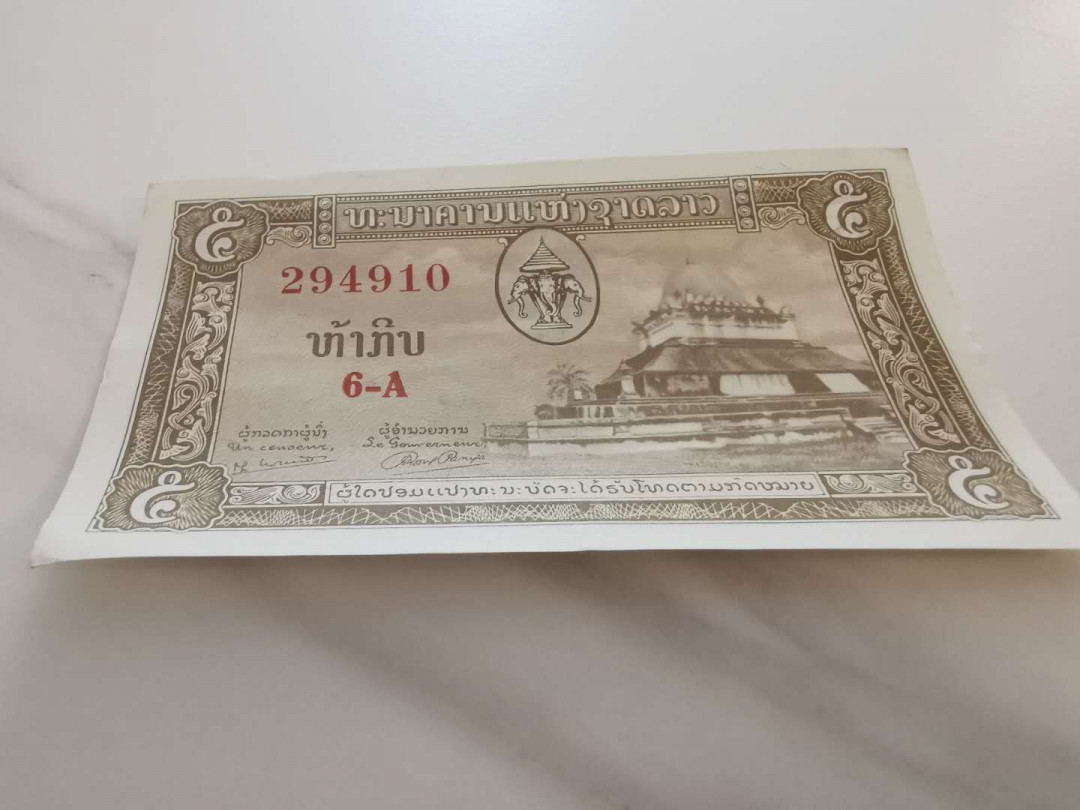 ທະນາຄານແຫ່ງຊາດລາວ
໕ ໕
294910
ຫ້າກີບ
6-A
ຜູ້ກວດກາຜູ້ນຶ່ງ ຜູ້ອຳນວຍການ
Un censeur, Le Gouverneur,
ຜູ້ໃດປອມແປງທະນະບັດຈະໄດ້ຮັບໂທດຕາມກົດໝາຍ
໕ ໕